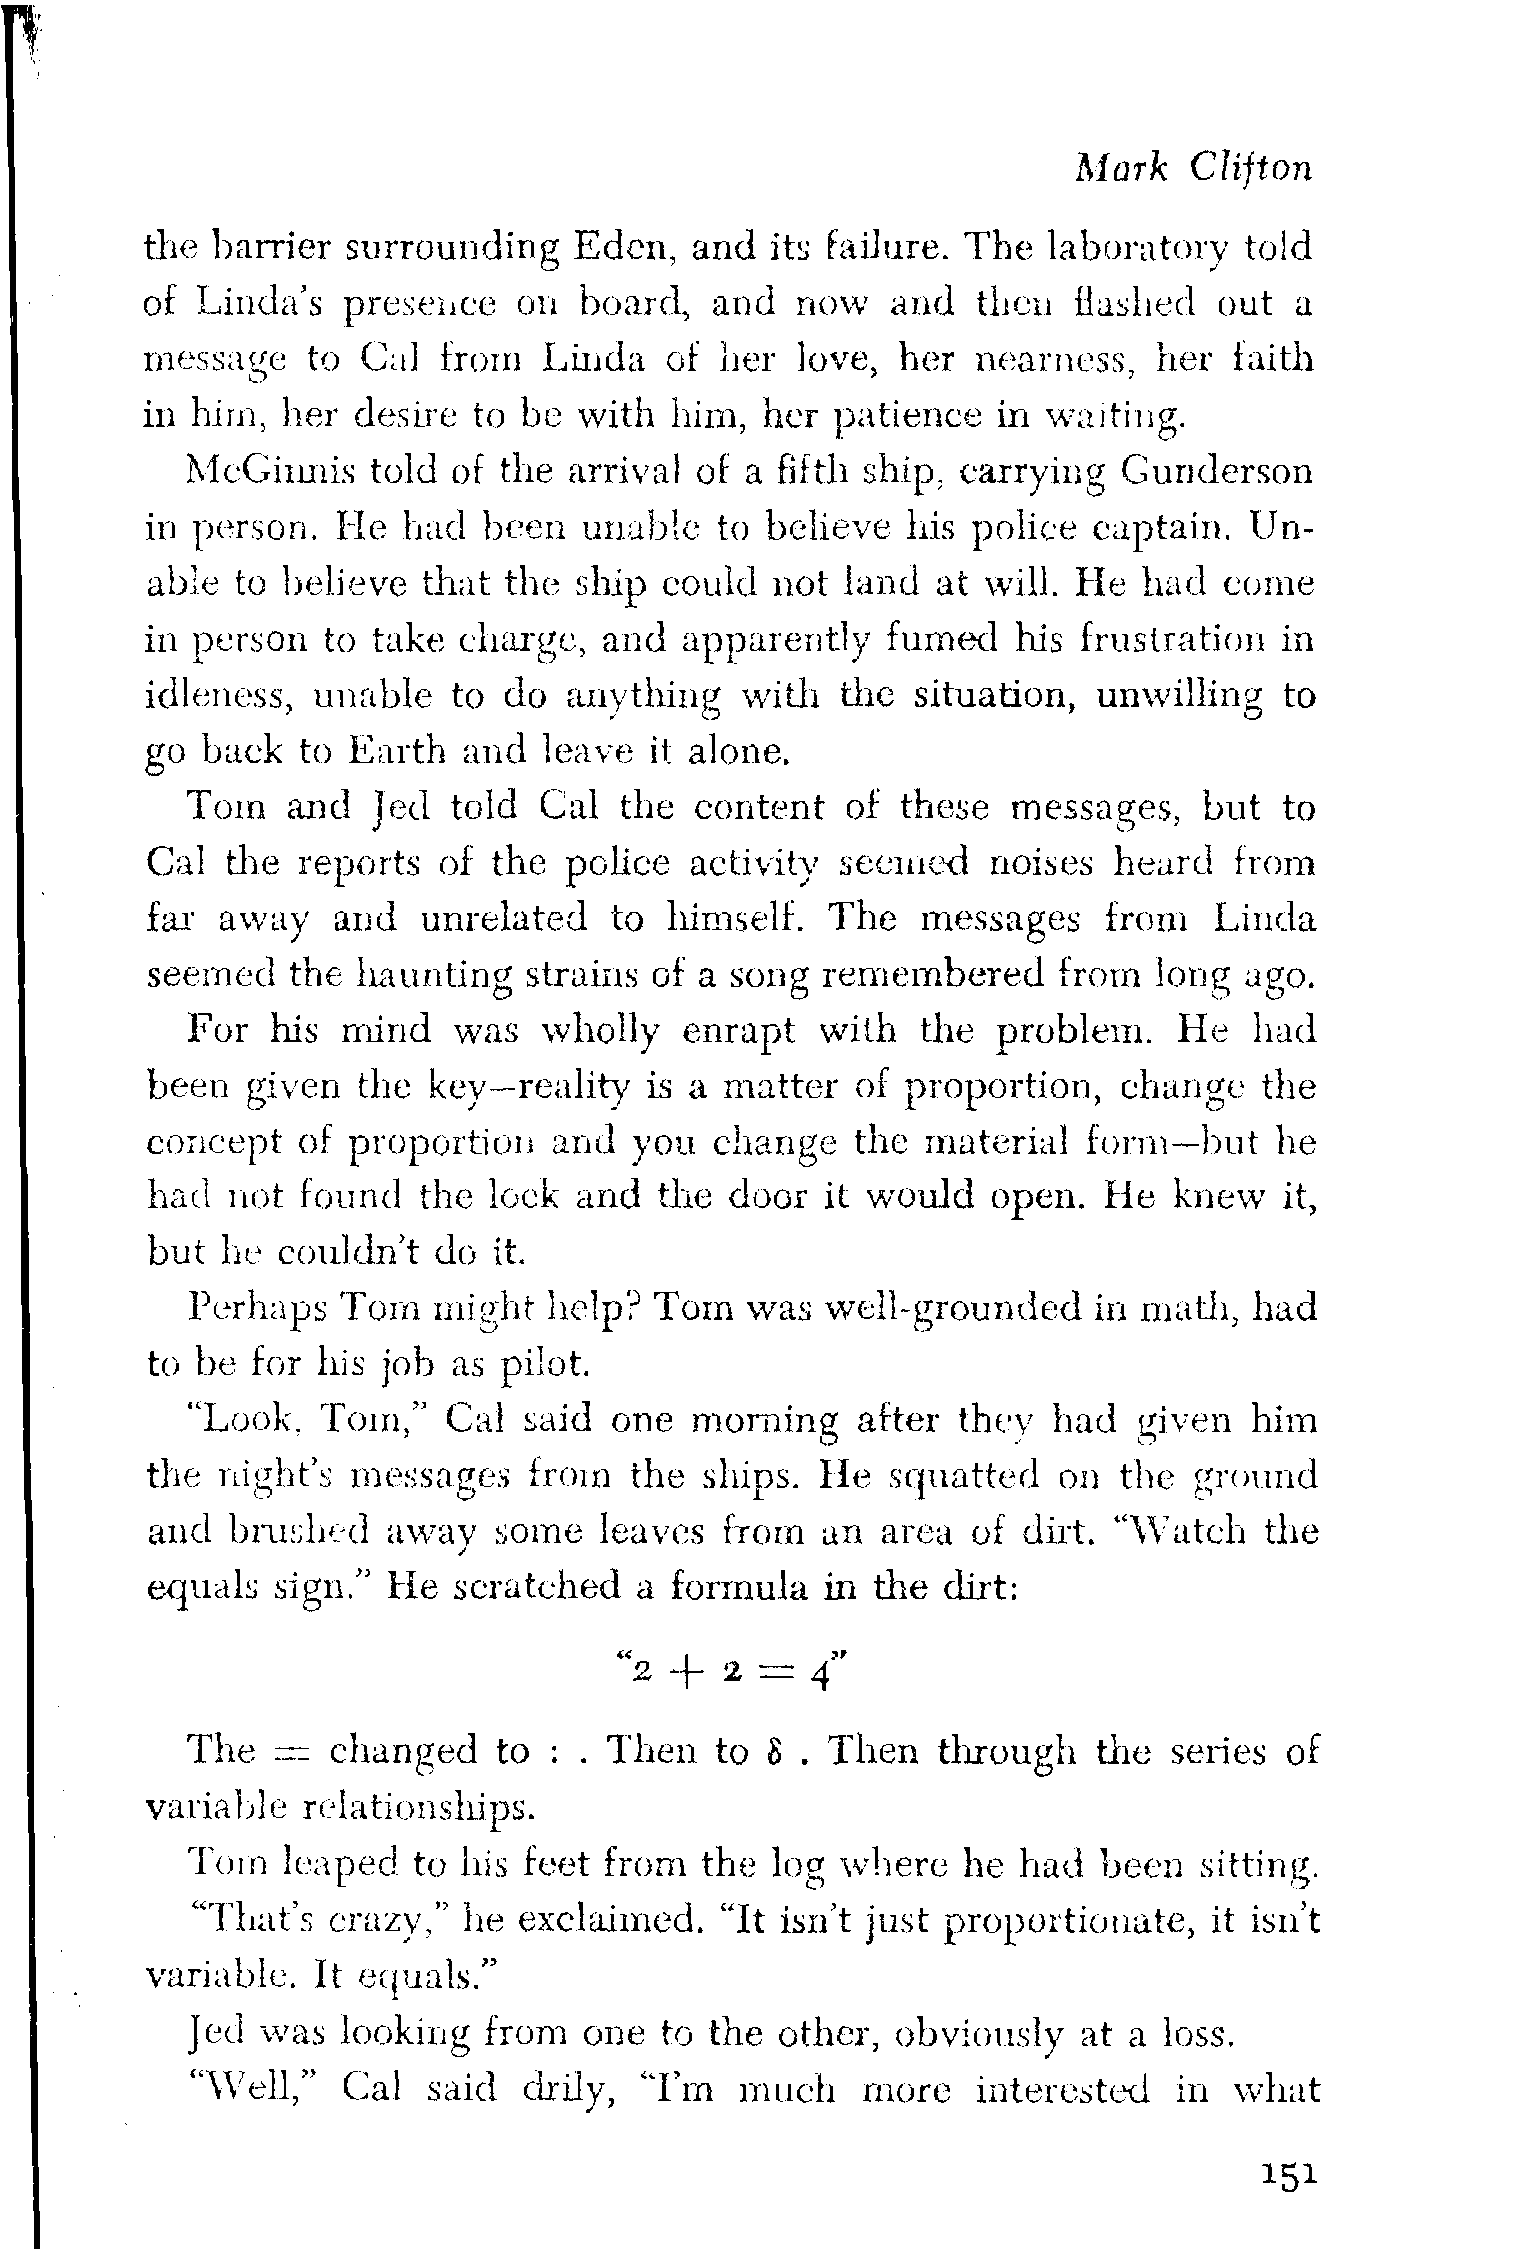 Mark Clifton
the barrier surrounding Eden, and its failure. The laboratory told
of Linda's presence on board, and now and then flashed out a
message to Cal from Linda of her love, her nearness, her faith
in him, her desire to be with him, her patience in waiting.
McGinnis told of the arrival of a fifth ship, carrying Gunderson
in person. He had been unable to believe his police captain. Un-
able to believe that the ship could not land at will. He had come
in person to take charge, and apparently fumed his frustration in
idleness, unable to do anything with the situation, unwilling to
go back to Earth and leave it alone.
Tom and Jed told Cal the content of these messages, but to
Cal the reports of the police activity seemed noises heard from
far away and unrelated to himself. The messages from Linda
seemed the haunting strains of a song remembered from long ago.
For his mind was wholly enrapt with the problem. He had
been given the key—reality is a matter of proportion, change the
concept of proportion and you change the material form—but he
had not found the lock and the door it would open. He knew it,
but he couldn't do it.
Perhaps Tom might help? Tom was well-grounded in math, had
to be for his job as pilot.
“Look, Tom,” Cal said one morning after they had given him
the night's messages from the ships. He squatted on the ground
and brushed away some leaves from an area of dirt. “Watch the
equals sign.” He scratched a formula in the dirt:
“2 + 2 = 4”
The = changed to : . Then to δ . Then through the series of
variable relationships.
Tom leaped to his feet from the log where he had been sitting.
“That's crazy,” he exclaimed. “It isn't just proportionate, it isn't
variable. It equals.”
Jed was looking from one to the other, obviously at a loss.
“Well,” Cal said drily, “I'm much more interested in what
151